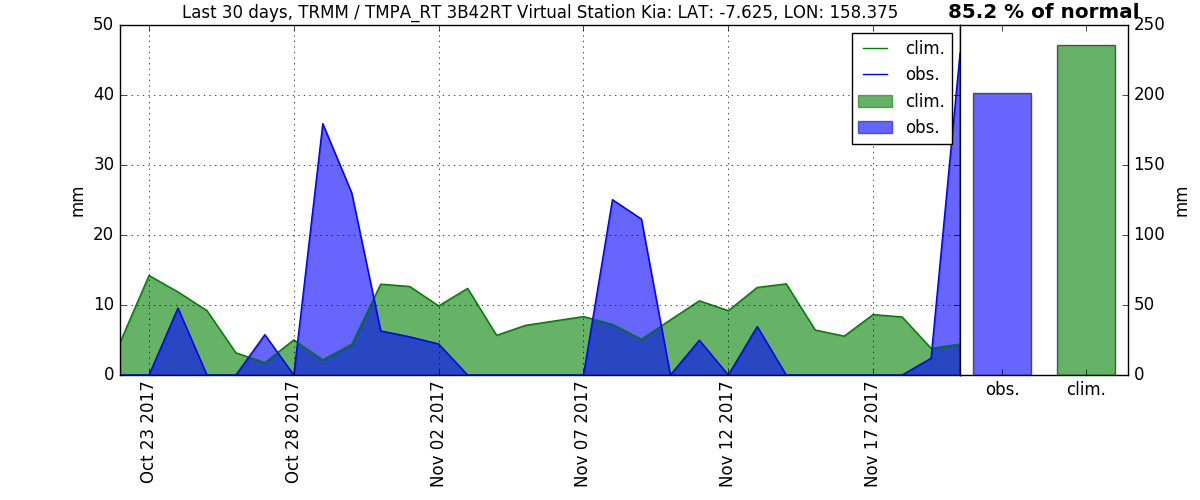 Last 30 days, TRMM / TMPA_RT 3B42RT Virtual Station Kia: LAT: -7.625, LON: 158.375
85.2 % of normal
50
40
30
20
10
0
mm
clim.
obs.
clim.
obs.
250
200
150
100
50
0
mm
Oct 23 2017
Oct 28 2017
Nov 02 2017
Nov 07 2017
Nov 12 2017
Nov 17 2017
obs.
clim.